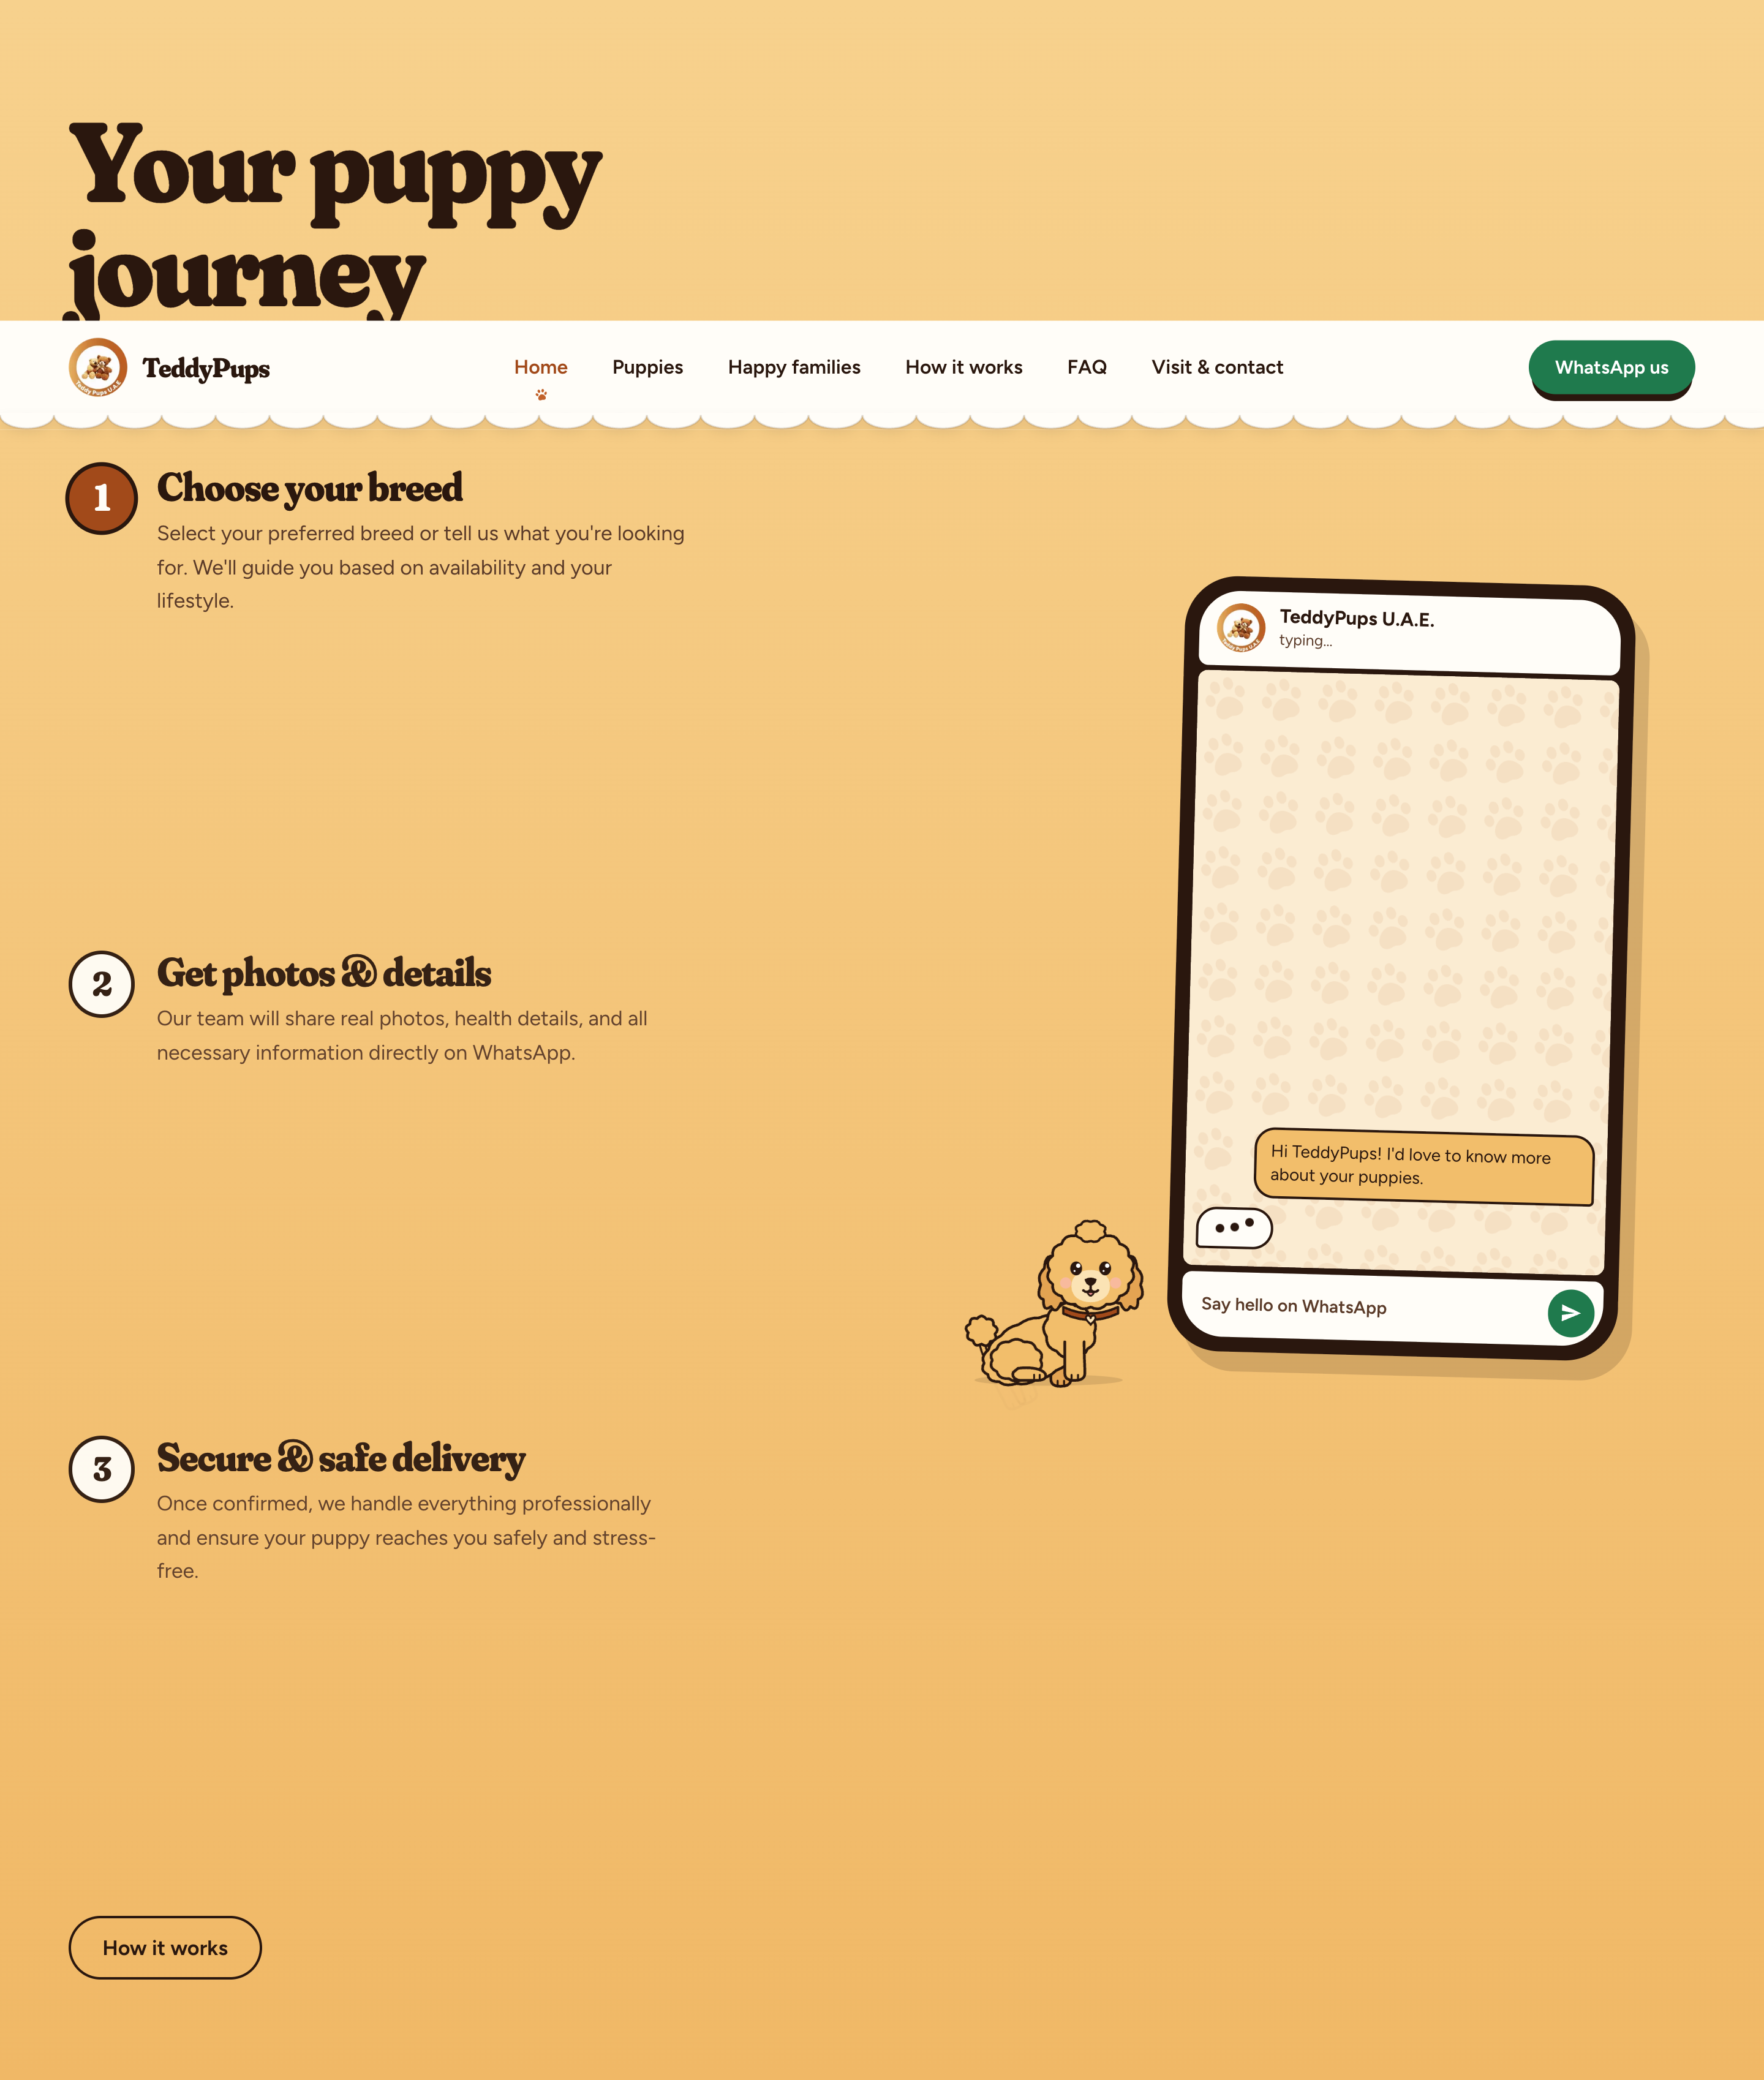 Your puppy
journey
TeddyPups U.A.E
TeddyPups
Home
Puppies
Happy families
How it works
FAQ
Visit & contact
WhatsApp us
1
Choose your breed
Select your preferred breed or tell us what you're looking
for. We'll guide you based on availability and your
lifestyle.
TeddyPups U.A.E
TeddyPups U.A.E.
typing...
Hi TeddyPups! I'd love to know more
about your puppies.
Say hello on WhatsApp
2
Get photos & details
Our team will share real photos, health details, and all
necessary information directly on WhatsApp.
3
Secure & safe delivery
Once confirmed, we handle everything professionally
and ensure your puppy reaches you safely and stress-
free.
How it works